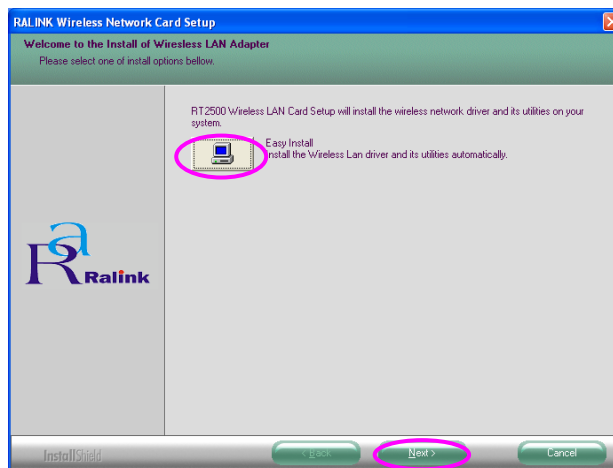 RALINK Wireless Network Card Setup
Welcome to the Install of Wiresless LAN Adapter
Please select one of install options bellow.
RT2500 Wireless LAN Card Setup will install the wireless network driver and its utilities on your
system.
Easy Install
Install the Wireless Lan driver and its utilities automatically.
Ra
Ralink
InstallShield
< Back
Next >
Cancel